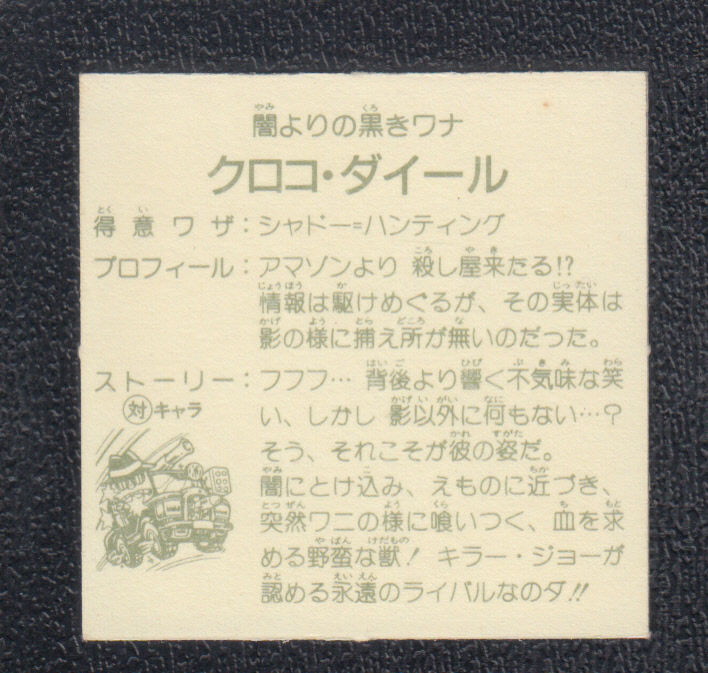 闇よりの黒きワナ
クロコ・ダイール
得意ワザ：シャドー=ハンティング
プロフィール：アマゾンより 殺し屋来たる!?
情報は駆けめぐるが、その実体は
影の様に捕え所が無いのだった。
ストーリー：フフフ… 背後より響く不気味な笑
い、しかし 影以外に何もない…?
そう、それこそが彼の姿だ。
闇にとけ込み、えものに近づき、
突然ワニの様に喰いつく、血を求
める野蛮な獣! キラー・ジョーが
認める永遠のライバルなのダ!!
対キャラ